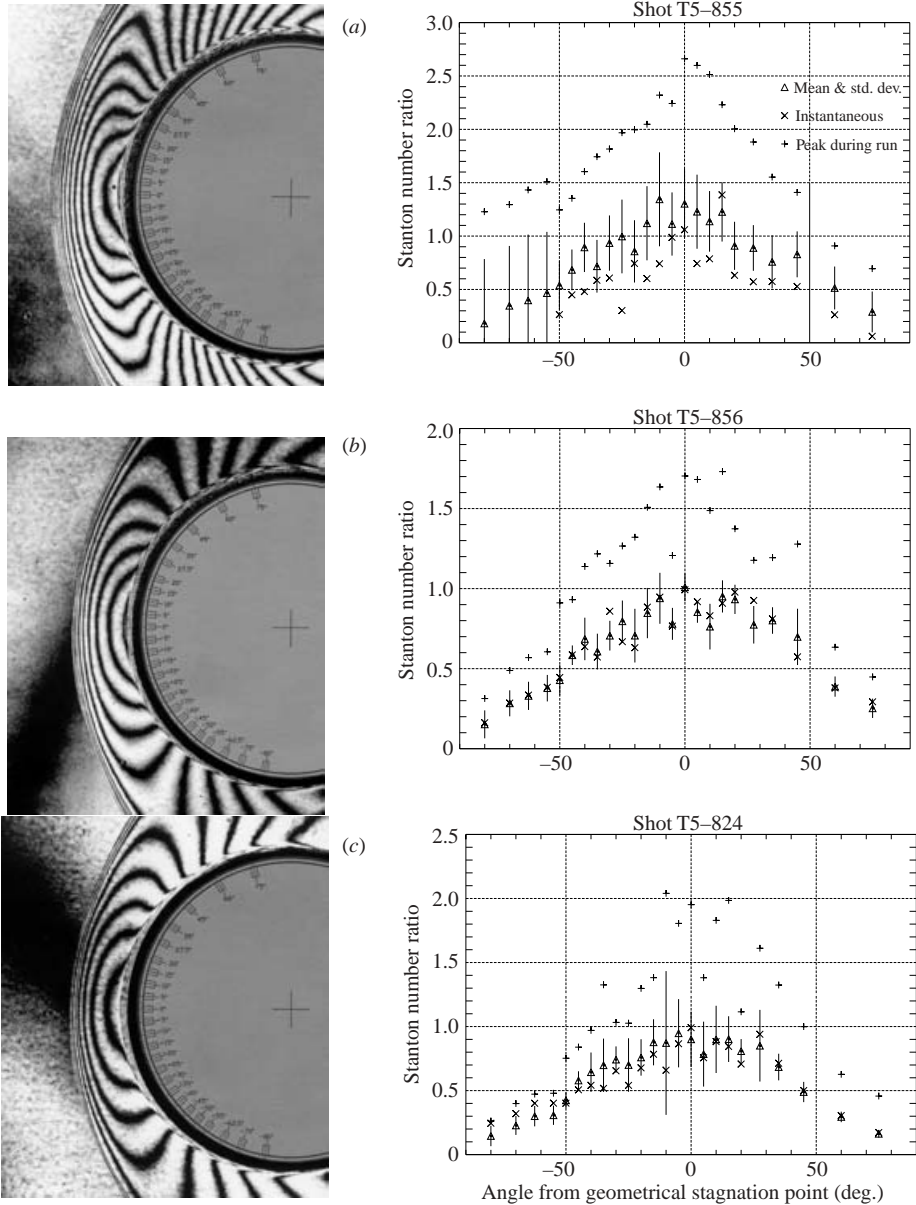 (a)
Shot T5–855
3.0
2.5
2.0
1.5
1.0
0.5
0
Stanton number ratio
Mean & std. dev.
Instantaneous
Peak during run
–50
0
50
(b)
Shot T5–856
2.0
1.5
1.0
0.5
0
Stanton number ratio
–50
0
50
(c)
Shot T5–824
2.5
2.0
1.5
1.0
0.5
0
Stanton number ratio
–50
0
50
Angle from geometrical stagnation point (deg.)